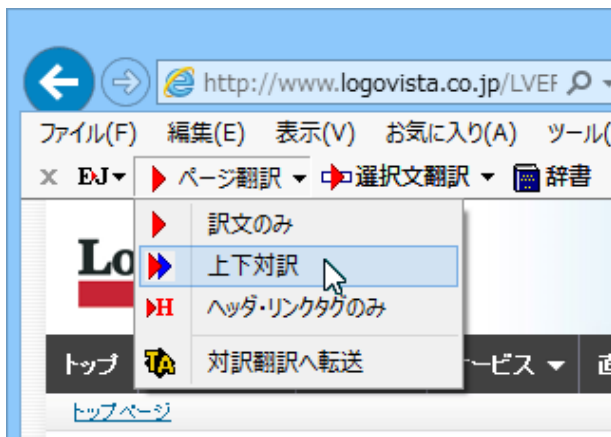 http://www.logovista.co.jp/LVER
ファイル(F) 編集(E) 表示(V) お気に入り(A) ツール(
× EJ▼ ページ翻訳 ▼ 選択文翻訳 ▼ 辞書
訳文のみ
Lo
上下対訳
H ヘッダ・リンクタグのみ
トップ
TA 対訳翻訳へ転送
ービス ▼
トップページ